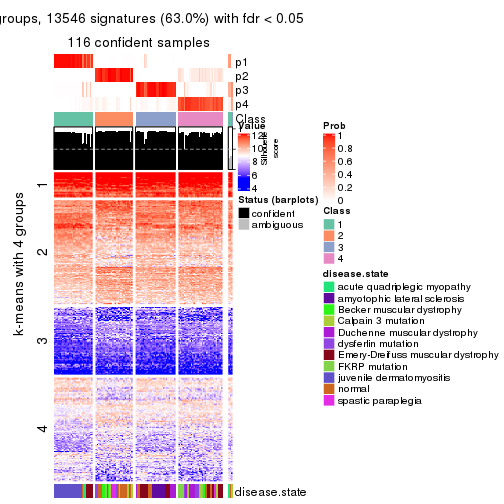 groups, 13546 signatures (63.0%) with fdr < 0.05
116 confident samples
p1
p2
p3
p4
Class
Value
12
10
8
6
4
Silhouette
score
Prob
1
0.8
0.6
0.4
0.2
0
Status (barplots)
confident
ambiguous
Class
1
2
3
4
disease.state
acute quadriplegic myopathy
amyotophic lateral sclerosis
Becker muscular dystrophy
Calpain 3 mutation
Duchenne muscular dystrophy
dysferlin mutation
Emery-Dreifuss muscular dystrophy
FKRP mutation
juvenile dermatomyositis
normal
spastic paraplegia
k-means with 4 groups
1
2
3
4
disease.state